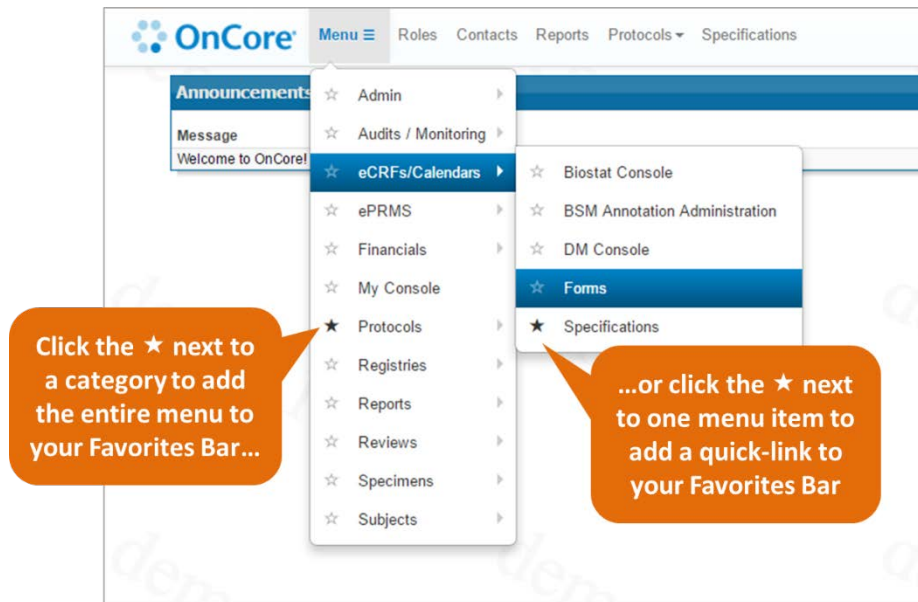 OnCore Menu ☰ Roles Contacts Reports Protocols ▾ Specifications
Announcements
Message
Welcome to OnCore!
☆ Admin
☆ Audits / Monitoring
☆ eCRFs/Calendars
☆ ePRMS
☆ Financials
☆ My Console
★ Protocols
☆ Registries
☆ Reports
☆ Reviews
☆ Specimens
☆ Subjects
☆ Biostat Console
☆ BSM Annotation Administration
☆ DM Console
☆ Forms
★ Specifications
Click the ★ next to
a category to add
the entire menu to
your Favorites Bar…
…or click the ★ next
to one menu item to
add a quick-link to
your Favorites Bar